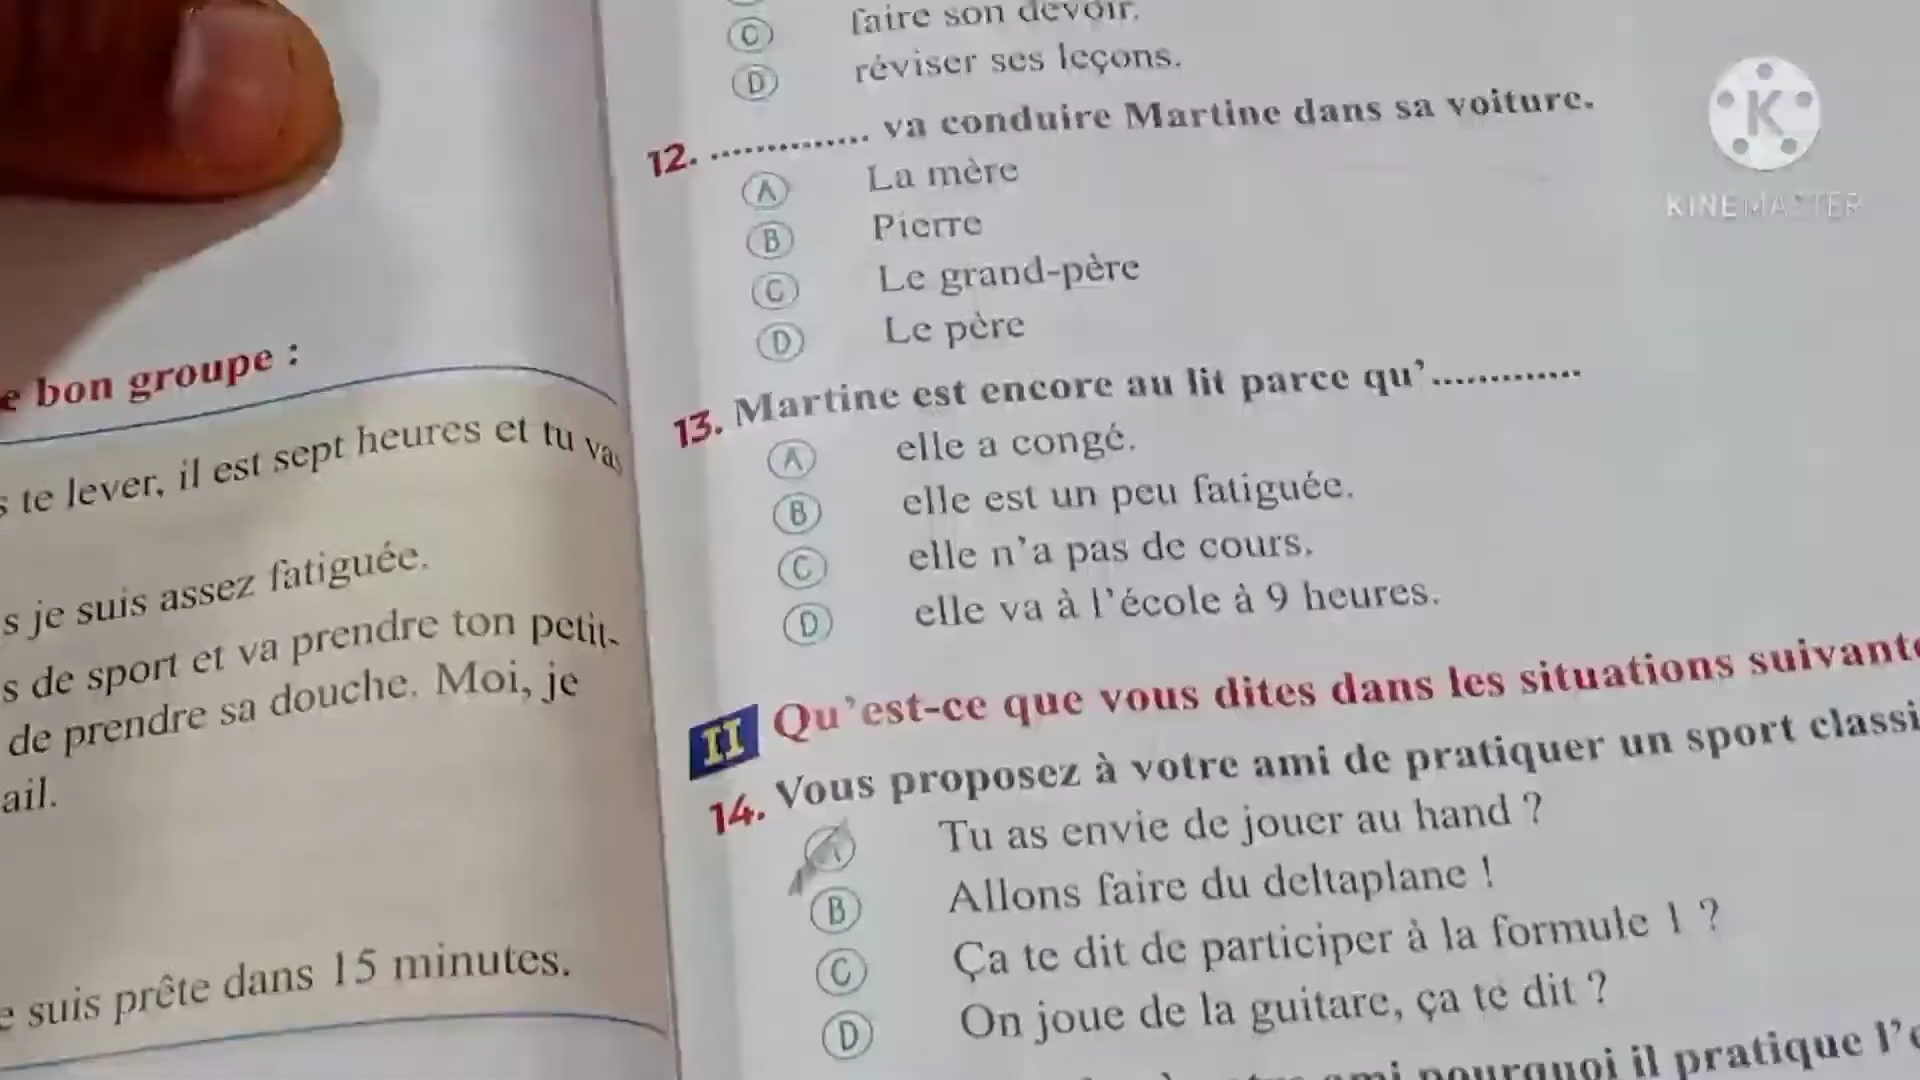 e bon groupe :
te lever, il est sept heures et tu vas
s je suis assez fatiguée.
s de sport et va prendre ton petit-
de prendre sa douche. Moi, je
ail.
e suis prête dans 15 minutes.
C faire son devoir.
D réviser ses leçons.
12. .............. va conduire Martine dans sa voiture.
A La mère
B Pierre
C Le grand-père
D Le père
13. Martine est encore au lit parce qu'.............
A elle a congé.
B elle est un peu fatiguée.
C elle n'a pas de cours.
D elle va à l'école à 9 heures.
II Qu'est-ce que vous dites dans les situations suivante
14. Vous proposez à votre ami de pratiquer un sport classi
Tu as envie de jouer au hand ?
B Allons faire du deltaplane !
C Ça te dit de participer à la formule 1 ?
D On joue de la guitare, ça te dit ?
ami pourquoi il pratique l'
K
KINEMASTER